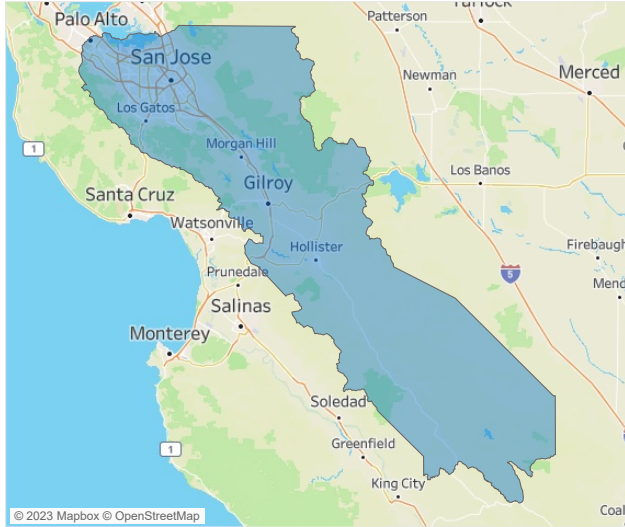 Palo Alto
Patterson
San Jose
Newman
Merced
Los Gatos
Morgan Hill
Los Banos
1
Gilroy
Santa Cruz
Watsonville
Hollister
Firebaugh
5
Prunedale
Mend
Salinas
Monterey
Soledad
Greenfield
1
King City
Coal
© 2023 Mapbox © OpenStreetMap